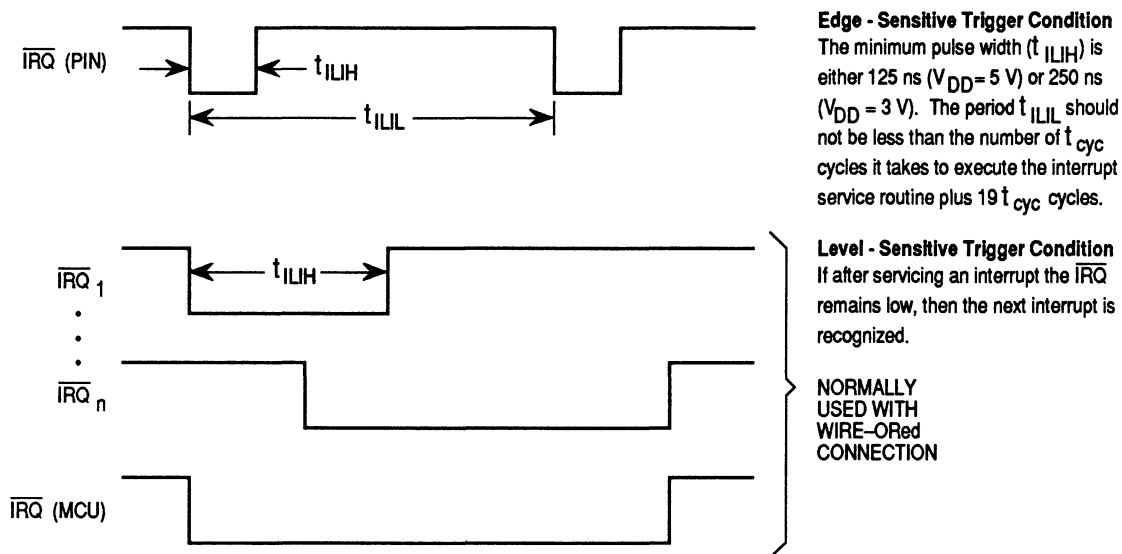 IRQ (PIN)
tILIH
tILIL
Edge - Sensitive Trigger Condition
The minimum pulse width (tILIH) is
either 125 ns (VDD= 5 V) or 250 ns
(VDD = 3 V). The period tILIL should
not be less than the number of tcyc
cycles it takes to execute the interrupt
service routine plus 19 tcyc cycles.
IRQ1
tILIH
IRQn
IRQ (MCU)
Level - Sensitive Trigger Condition
If after servicing an interrupt the IRQ
remains low, then the next interrupt is
recognized.
NORMALLY
USED WITH
WIRE–ORed
CONNECTION